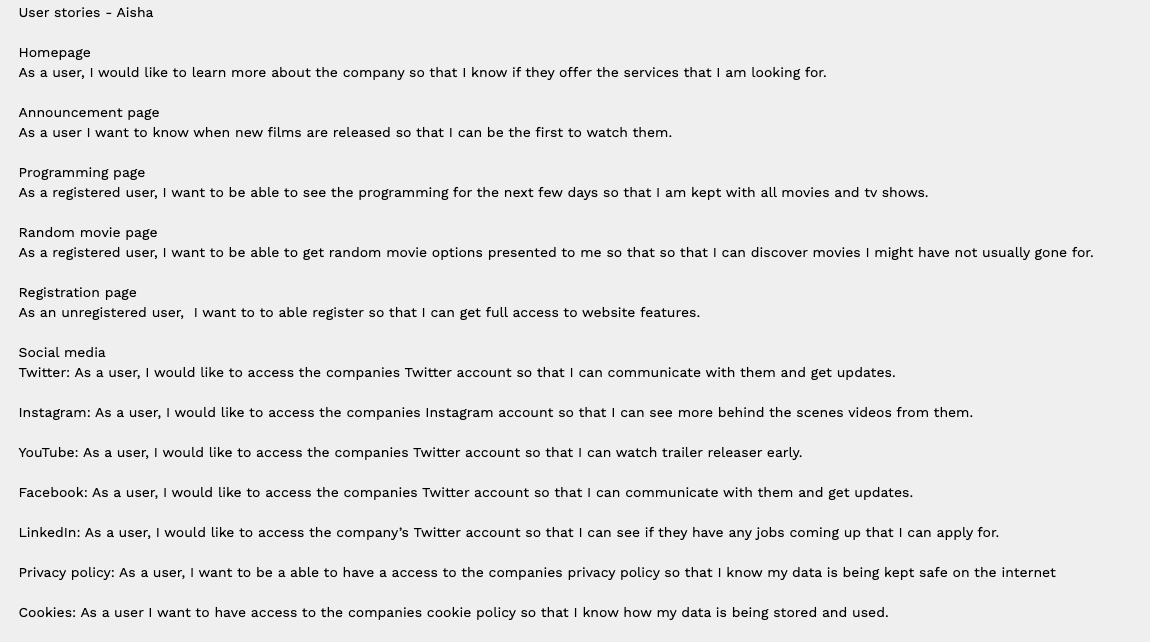 User stories - Aisha
Homepage
As a user, I would like to learn more about the company so that I know if they offer the services that I am looking for.
Announcement page
As a user I want to know when new films are released so that I can be the first to watch them.
Programming page
As a registered user, I want to be able to see the programming for the next few days so that I am kept with all movies and tv shows.
Random movie page
As a registered user, I want to be able to get random movie options presented to me so that so that I can discover movies I might have not usually gone for.
Registration page
As an unregistered user,  I want to to able register so that I can get full access to website features.
Social media
Twitter: As a user, I would like to access the companies Twitter account so that I can communicate with them and get updates.
Instagram: As a user, I would like to access the companies Instagram account so that I can see more behind the scenes videos from them.
YouTube: As a user, I would like to access the companies Twitter account so that I can watch trailer releaser early.
Facebook: As a user, I would like to access the companies Twitter account so that I can communicate with them and get updates.
LinkedIn: As a user, I would like to access the company’s Twitter account so that I can see if they have any jobs coming up that I can apply for.
Privacy policy: As a user, I want to be a able to have a access to the companies privacy policy so that I know my data is being kept safe on the internet
Cookies: As a user I want to have access to the companies cookie policy so that I know how my data is being stored and used.